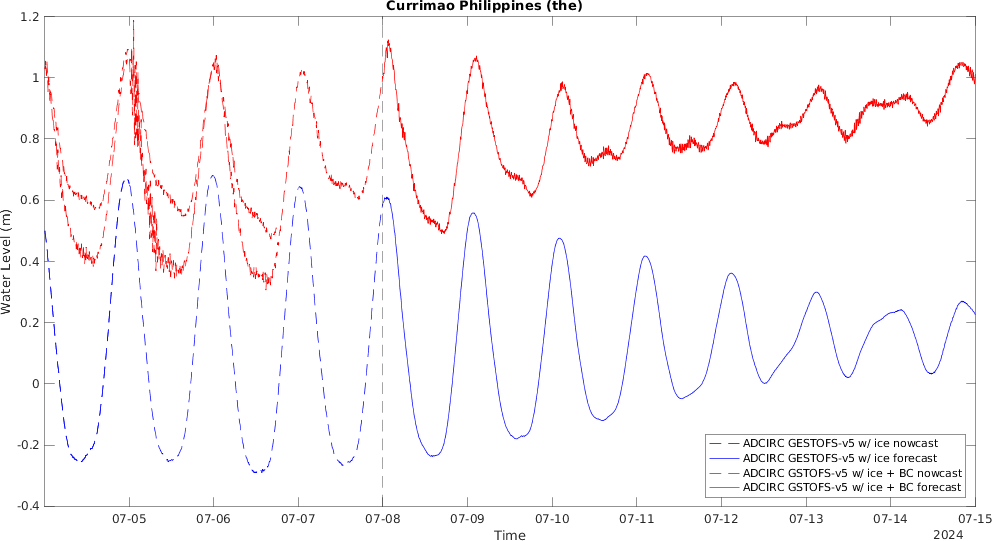 Currimao Philippines (the)
1.2
1
0.8
0.6
0.4
0.2
0
-0.2
-0.4
Water Level (m)
ADCIRC GESTOFS-v5 w/ ice nowcast
ADCIRC GESTOFS-v5 w/ ice forecast
ADCIRC GSTOFS-v5 w/ ice + BC nowcast
ADCIRC GSTOFS-v5 w/ ice + BC forecast
07-05 07-06 07-07 07-08 07-09 07-10 07-11 07-12 07-13 07-14 07-15
Time
2024